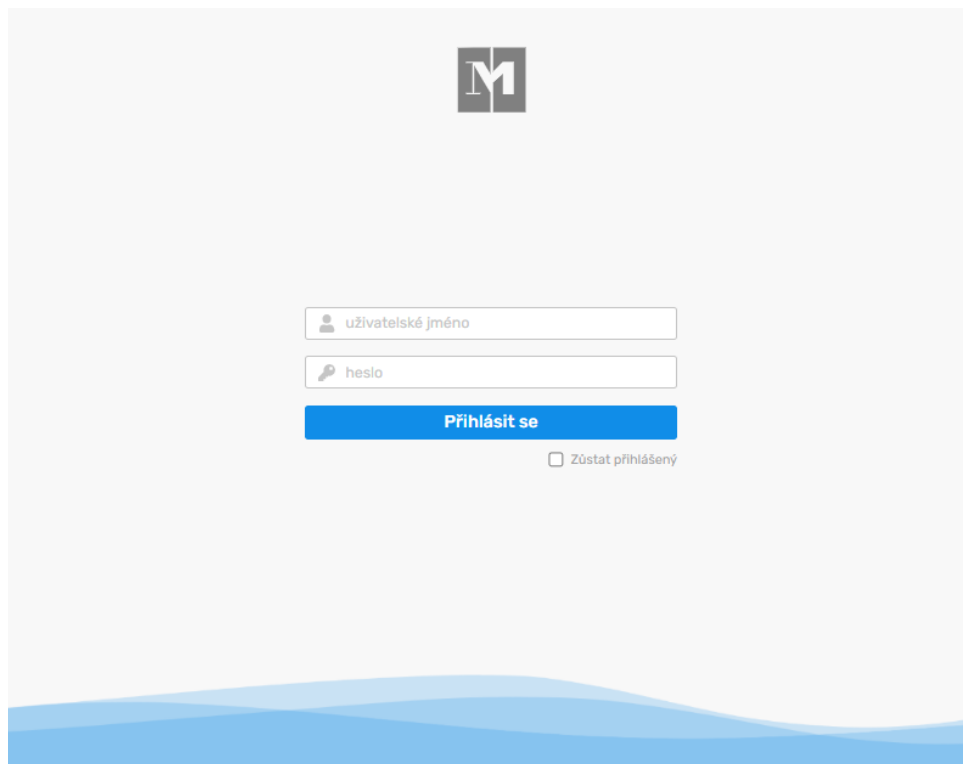 M
uživatelské jméno
heslo
Přihlásit se
Zůstat přihlášený